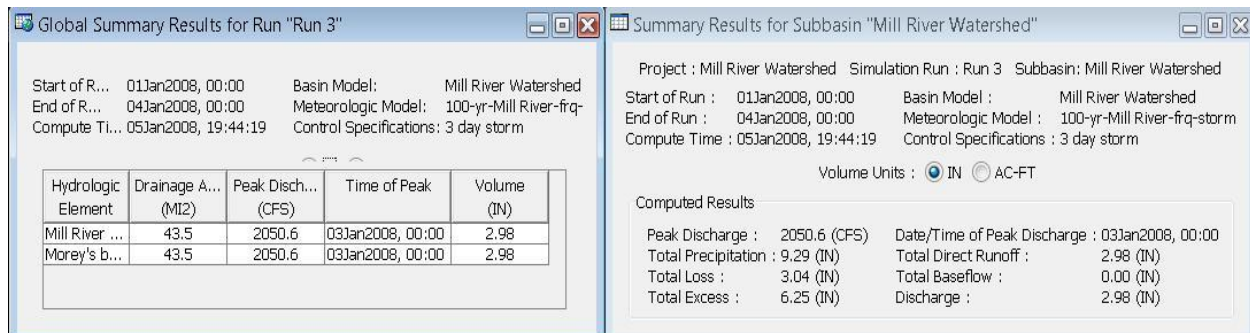 Global Summary Results for Run "Run 3"
Start of R... 01Jan2008, 00:00 Basin Model: Mill River Watershed
End of R... 04Jan2008, 00:00 Meteorologic Model: 100-yr-Mill River-frq-
Compute Ti... 05Jan2008, 19:44:19 Control Specifications: 3 day storm
Hydrologic Drainage A... Peak Disch... Time of Peak Volume
Element (MI2) (CFS) (IN)
Mill River ... 43.5 2050.6 03Jan2008, 00:00 2.98
Morey's b... 43.5 2050.6 03Jan2008, 00:00 2.98
Summary Results for Subbasin "Mill River Watershed"
Project : Mill River Watershed Simulation Run : Run 3 Subbasin: Mill River Watershed
Start of Run : 01Jan2008, 00:00 Basin Model : Mill River Watershed
End of Run : 04Jan2008, 00:00 Meteorologic Model : 100-yr-Mill River-frq-storm
Compute Time : 05Jan2008, 19:44:19 Control Specifications : 3 day storm
Volume Units : IN AC-FT
Computed Results
Peak Discharge : 2050.6 (CFS) Date/Time of Peak Discharge : 03Jan2008, 00:00
Total Precipitation : 9.29 (IN) Total Direct Runoff : 2.98 (IN)
Total Loss : 3.04 (IN) Total Baseflow : 0.00 (IN)
Total Excess : 6.25 (IN) Discharge : 2.98 (IN)